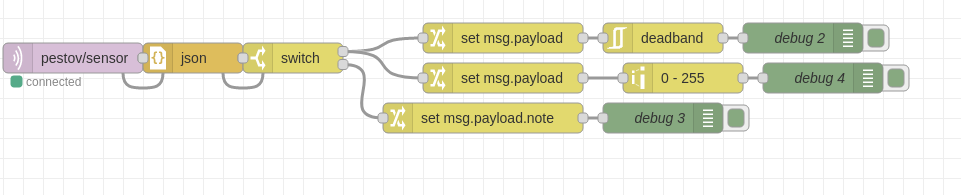 pestov/sensor
connected
json
switch
set msg.payload
deadband
debug 2
set msg.payload
0 - 255
debug 4
set msg.payload.note
debug 3